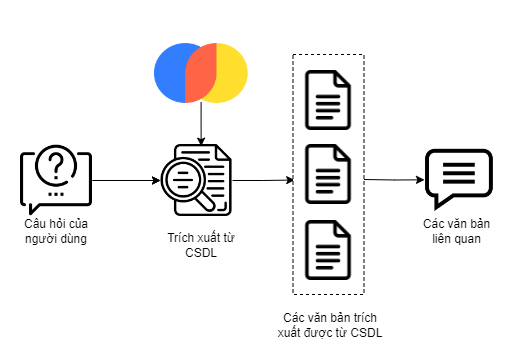 Câu hỏi của
người dùng
Trích xuất từ
CSDL
Các văn bản trích
xuất được từ CSDL
Các văn bản
liên quan